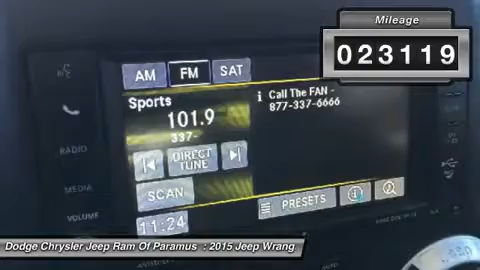 Mileage
023119
AM FM SAT
Sports
101.9
337-
i Call The FAN -
877-337-6666
DIRECT
TUNE
SCAN
PRESETS
11:24
RADIO
MEDIA
VOLUME
Dodge Chrysler Jeep Ram Of Paramus : 2015 Jeep Wrang